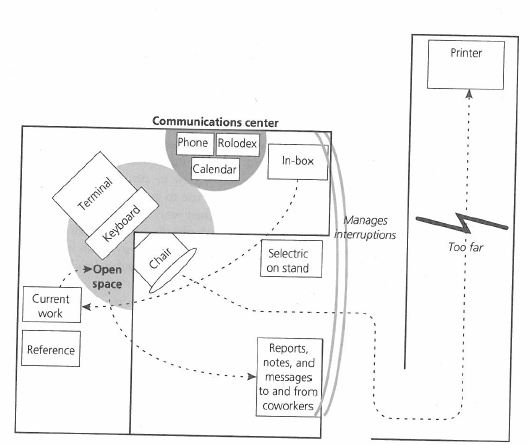 Printer
Communications center
Phone
Rolodex
Calendar
In-box
Terminal
Keyboard
Chair
Manages
interruptions
Too far
Selectric
on stand
Open
space
Current
work
Reference
Reports,
notes, and
messages
to and from
coworkers